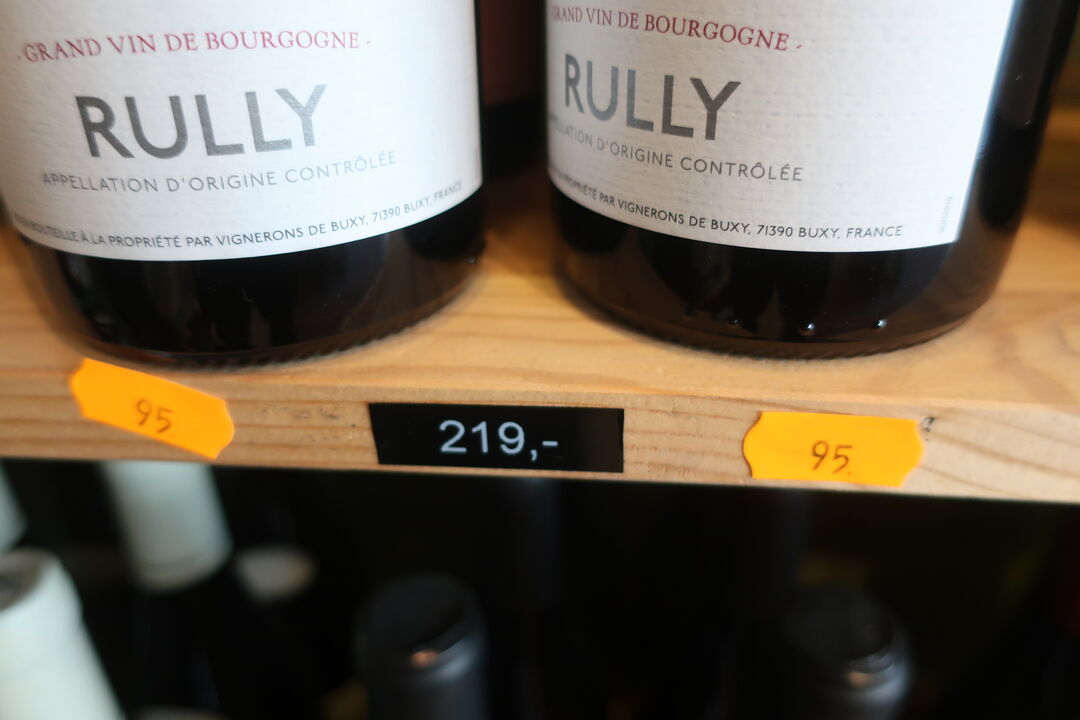 · GRAND VIN DE BOURGOGNE ·
RULLY
APPELLATION D'ORIGINE CONTRÔLÉE
BOUTEILLE À LA PROPRIÉTÉ PAR VIGNERONS DE BUXY, 71390 BUXY, FRANCE
GRAND VIN DE BOURGOGNE ·
RULLY
D'ORIGINE CONTRÔLÉE
PROPRIÉTÉ PAR VIGNERONS DE BUXY, 71390 BUXY, FRANCE
95
219,-
95